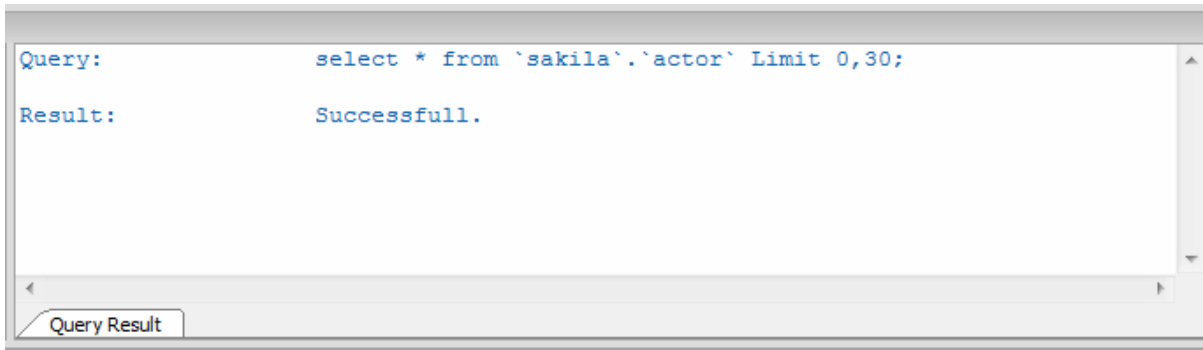 Query: select * from `sakila`.`actor` Limit 0,30;
Result: Successfull.
Query Result